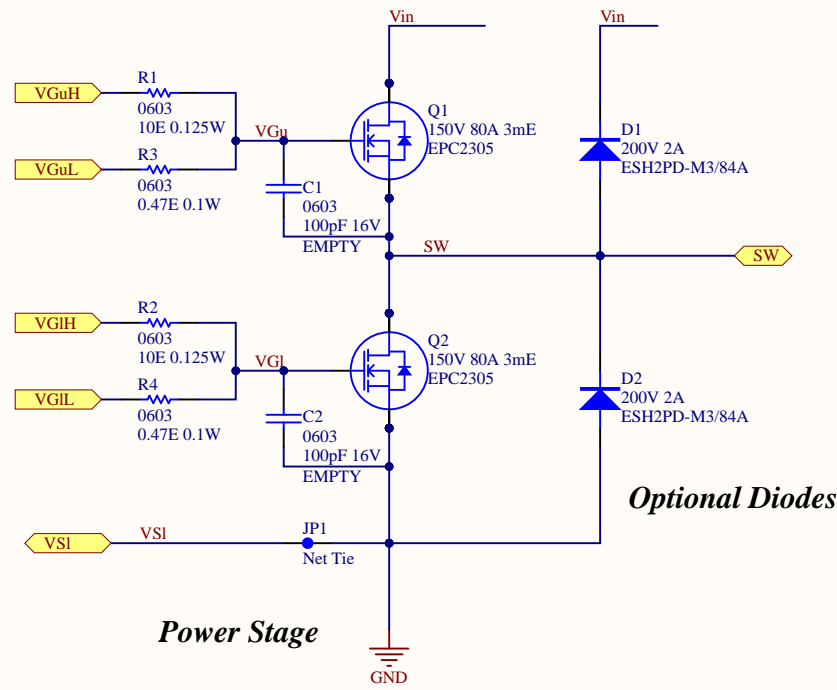 Vin
Vin
VGuH
R1
0603
10E 0.125W
VGu
Q1
150V 80A 3mE
EPC2305
D1
200V 2A
ESH2PD-M3/84A
VGuL
R3
0603
0.47E 0.1W
C1
0603
100pF 16V
EMPTY
SW
SW
VGlH
R2
0603
10E 0.125W
VGl
Q2
150V 80A 3mE
EPC2305
D2
200V 2A
ESH2PD-M3/84A
VGlL
R4
0603
0.47E 0.1W
C2
0603
100pF 16V
EMPTY
Optional Diodes
VSl
VSl
JP1
Net Tie
Power Stage
GND